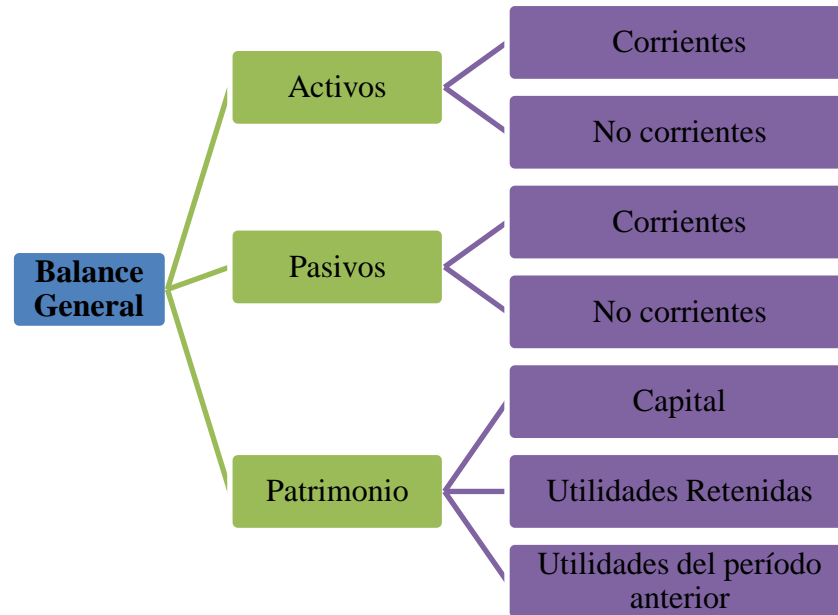 Balance
General
Activos
Corrientes
No corrientes
Pasivos
Corrientes
No corrientes
Patrimonio
Capital
Utilidades Retenidas
Utilidades del período
anterior